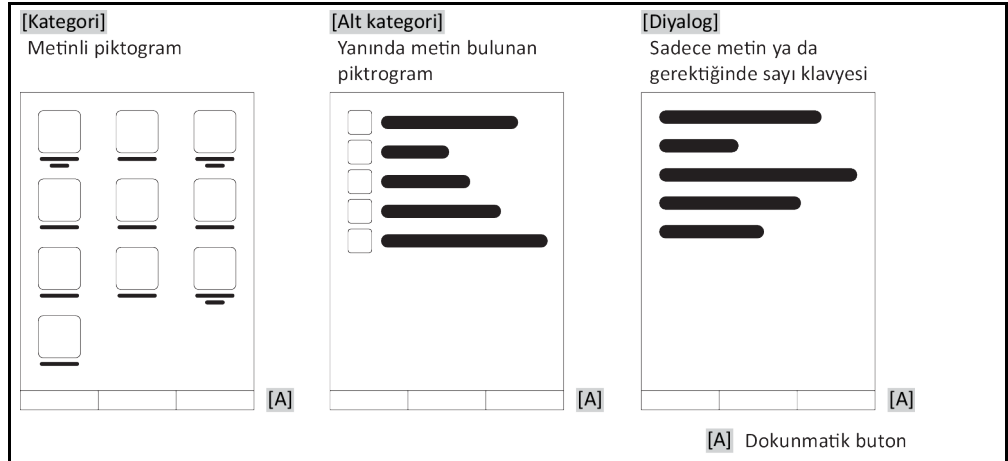 [Kategori]
Metinli piktogram
[Alt kategori]
Yanında metin bulunan
piktrogram
[Diyalog]
Sadece metin ya da
gerektiğinde sayı klavyesi
[A]
[A]
[A]
[A] Dokunmatik buton